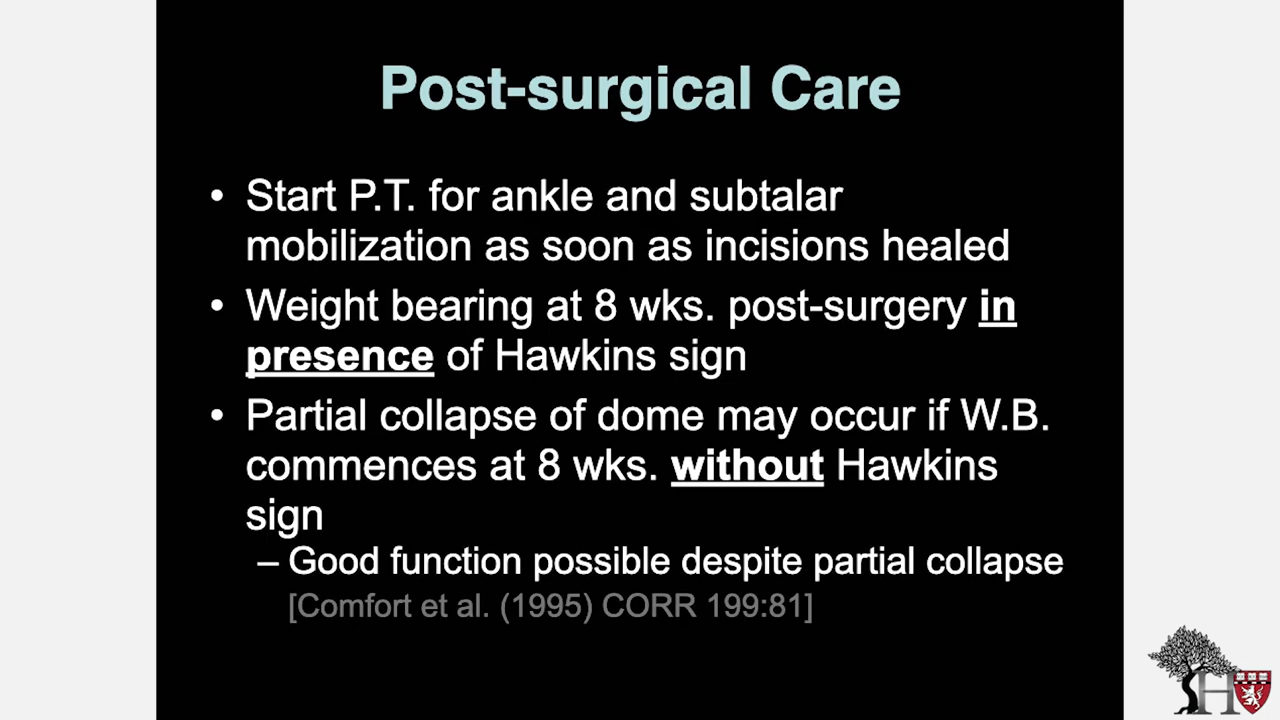 Post-surgical Care
• Start P.T. for ankle and subtalar
mobilization as soon as incisions healed
• Weight bearing at 8 wks. post-surgery in
presence of Hawkins sign
• Partial collapse of dome may occur if W.B.
commences at 8 wks. without Hawkins
sign
– Good function possible despite partial collapse
[Comfort et al. (1995) CORR 199:81]
H